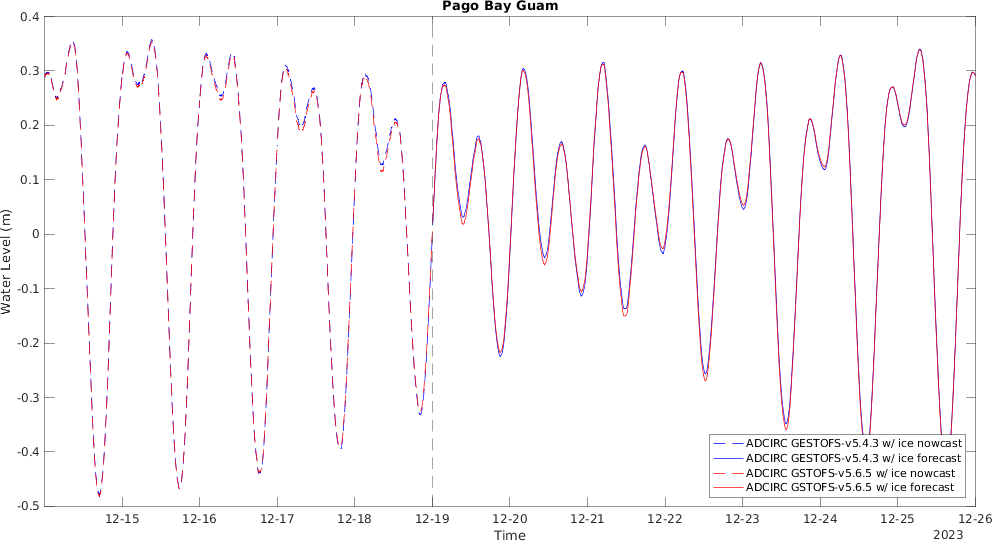 Pago Bay Guam
0.4
0.3
0.2
0.1
0
-0.1
-0.2
-0.3
-0.4
-0.5
Water Level (m)
ADCIRC GESTOFS-v5.4.3 w/ ice nowcast
ADCIRC GESTOFS-v5.4.3 w/ ice forecast
ADCIRC GSTOFS-v5.6.5 w/ ice nowcast
ADCIRC GSTOFS-v5.6.5 w/ ice forecast
12-15 12-16 12-17 12-18 12-19 12-20 12-21 12-22 12-23 12-24 12-25 12-26
Time
2023